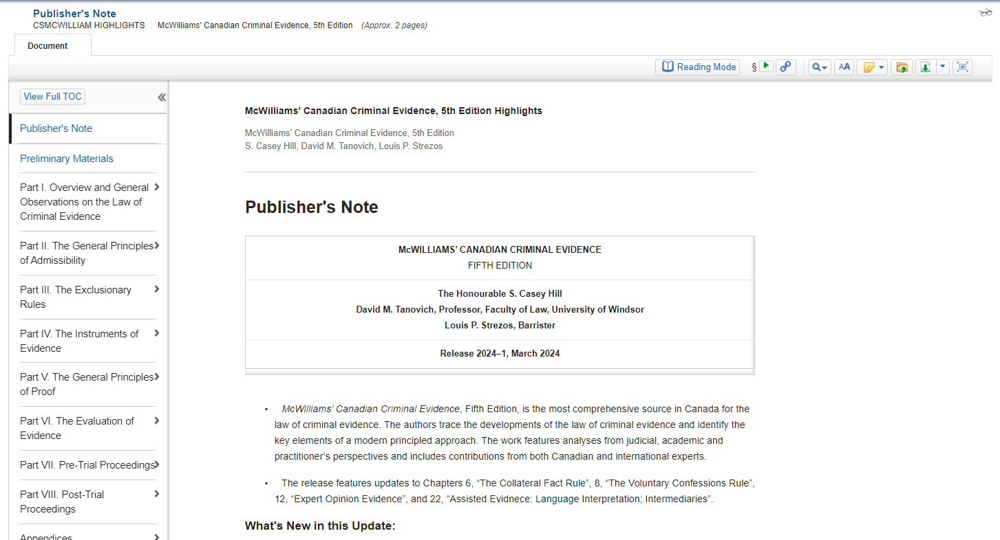 Publisher's Note
CSMCWILLIAM HIGHLIGHTS McWilliams' Canadian Criminal Evidence, 5th Edition (Approx. 2 pages)
Document
Reading Mode § AA
View Full TOC
Publisher's Note
Preliminary Materials
Part I. Overview and General
Observations on the Law of
Criminal Evidence
Part II. The General Principles
of Admissibility
Part III. The Exclusionary
Rules
Part IV. The Instruments of
Evidence
Part V. The General Principles
of Proof
Part VI. The Evaluation of
Evidence
Part VII. Pre-Trial Proceedings
Part VIII. Post-Trial
Proceedings
Appendices
McWilliams' Canadian Criminal Evidence, 5th Edition Highlights
McWilliams' Canadian Criminal Evidence, 5th Edition
S. Casey Hill, David M. Tanovich, Louis P. Strezos
Publisher's Note
McWILLIAMS’ CANADIAN CRIMINAL EVIDENCE
FIFTH EDITION
The Honourable S. Casey Hill
David M. Tanovich, Professor, Faculty of Law, University of Windsor
Louis P. Strezos, Barrister
Release 2024–1, March 2024
• McWilliams’ Canadian Criminal Evidence, Fifth Edition, is the most comprehensive source in Canada for the
law of criminal evidence. The authors trace the developments of the law of criminal evidence and identify the
key elements of a modern principled approach. The work features analyses from judicial, academic and
practitioner’s perspectives and includes contributions from both Canadian and international experts.
• The release features updates to Chapters 6, “The Collateral Fact Rule”, 8, “The Voluntary Confessions Rule”,
12, “Expert Opinion Evidence”, and 22, “Assisted Evidnece: Language Interpretation; Intermediaries”.
What's New in this Update: